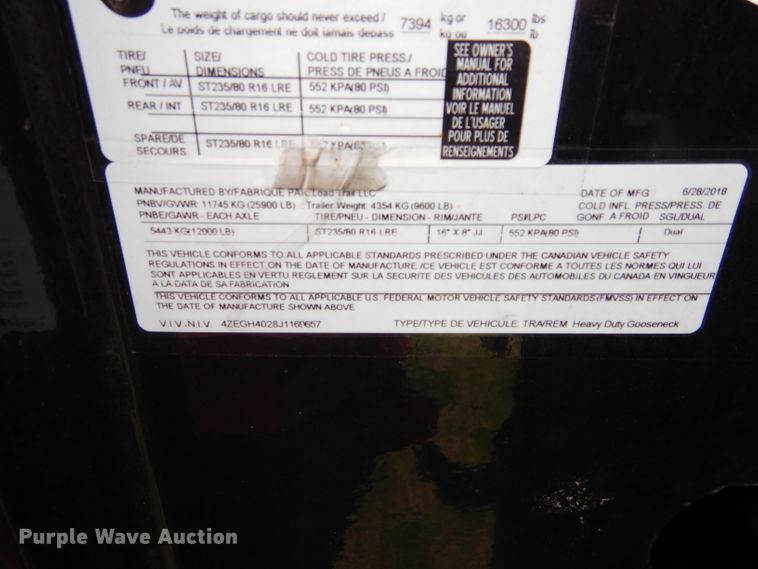 The weight of cargo should never exceed / 7394 kg or 16300 lbs
Le poids de chargement ne doit iamais depass kg ou lb
TIRE/ SIZE/ COLD TIRE PRESS./
PNEU DIMENSIONS PRESS DE PNEUS A FROID
FRONT / AV ST235/80 R16 LRE 552 KPA(80 PSI)
REAR / INT ST235/80 R16 LRE 552 KPA(80 PSI)
SPARE/DE ST235/80 R16 LRE KPA(80 PSI)
SECOURS
SEE OWNER'S
MANUAL FOR
ADDITIONAL
INFORMATION
VOIR LE MANUEL
DE L'USAGER
POUR PLUS DE
RENSEIGNEMENTS
MANUFACTURED BY/FABRIQUE PAR Load Trail LLC DATE OF MFG 6/28/2018
PNBV/GVWR: 11745 KG (25900 LB) Trailer Weight: 4354 KG (9600 LB) COLD INFL. PRESS/PRESS. DE
PNBE/GAWR - EACH AXLE TIRE/PNEU - DIMENSION - RIM/JANTE PSI/LPC GONF. A FROID SGL/DUAL
5443 KG(12000 LB) ST235/80 R16 LRE 16" X 8" JJ 552 KPA(80 PSI) Dual
THIS VEHICLE CONFORMS TO ALL APPLICABLE STANDARDS PRESCRIBED UNDER THE CANADIAN VEHICLE SAFETY
REGULATIONS IN EFFECT ON THE DATE OF MANUFACTURE /CE VEHICLE EST CONFORME A TOUTES LES NORMES QUI LUI
SONT APPLICABLES EN VERTU REGLEMENT SUR LA SECURITE DES VEHICULES DES AUTOMOBILES DU CANADA EN VINGUEUR
A LA DATA DE SA FABRICATION
THIS VEHICLE CONFORMS TO ALL APPLICABLE U.S. FEDERAL MOTOR VEHICLE SAFETY STANDARDS (FMVSS) IN EFFECT ON
THE DATE OF MANUFACTURE SHOWN ABOVE
V.I.V.N.I.V. TYPE/TYPE DE VEHICULE: TRA/REM Heavy Duty Gooseneck
Purple Wave Auction